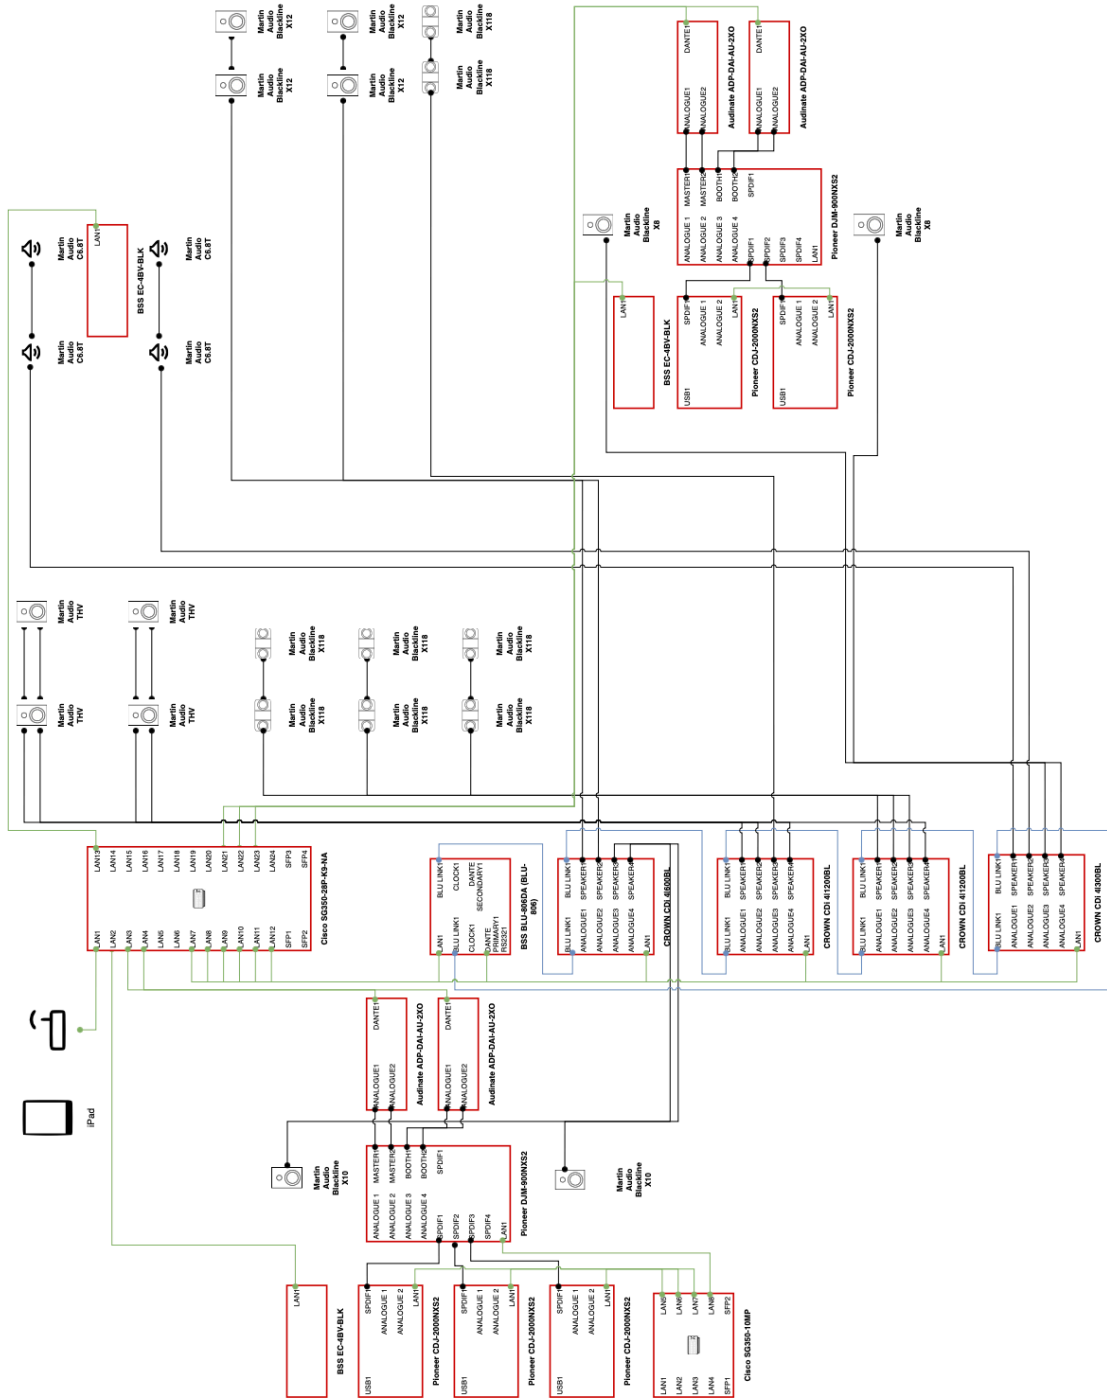 Martin
Audio
Blackline
X12
Martin
Audio
Blackline
X12
Martin
Audio
Blackline
X118
Martin
Audio
Blackline
X12
Martin
Audio
Blackline
X12
Martin
Audio
Blackline
X118
DANTE1
ANALOGUE1
ANALOGUE2
Audinate ADP-DAI-AU-2XO
DANTE1
ANALOGUE1
ANALOGUE2
Audinate ADP-DAI-AU-2XO
MASTER1
MASTER2
BOOTH1
BOOTH2
SPDIF1
ANALOGUE 1
ANALOGUE 2
ANALOGUE 3
ANALOGUE 4
SPDIF1
SPDIF2
SPDIF3
SPDIF4
LAN1
Pioneer DJM-900NXS2
Martin
Audio
Blackline
X8
Martin
Audio
Blackline
X8
Martin
Audio
C6.8T
LAN1
BSS EC-4BV-BLK
Martin
Audio
C6.8T
Martin
Audio
C6.8T
Martin
Audio
C6.8T
LAN1
BSS EC-4BV-BLK
SPDIF1
ANALOGUE 1
ANALOGUE 2
LAN1
USB1
Pioneer CDJ-2000NXS2
SPDIF1
ANALOGUE 1
ANALOGUE 2
LAN1
USB1
Pioneer CDJ-2000NXS2
Martin
Audio
THV
Martin
Audio
THV
Martin
Audio
Blackline
X118
Martin
Audio
Blackline
X118
Martin
Audio
Blackline
X118
Martin
Audio
THV
Martin
Audio
THV
Martin
Audio
Blackline
X118
Martin
Audio
Blackline
X118
Martin
Audio
Blackline
X118
LAN13
LAN14
LAN15
LAN16
LAN17
LAN18
LAN19
LAN20
LAN21
LAN22
LAN23
LAN24
SFP3
SFP4
LAN1
LAN2
LAN3
LAN4
LAN5
LAN6
LAN7
LAN8
LAN9
LAN10
LAN11
LAN12
SFP1
SFP2
Cisco SG350-28P-K9-NA
BLU LINK1
CLOCK1
DANTE
SECONDARY1
LAN1
BLU LINK1
CLOCK1
DANTE
PRIMARY1
RS2321
BSS BLU-806DA (BLU-
806)
BLU LINK1
SPEAKER1
SPEAKER2
SPEAKER3
SPEAKER4
BLU LINK1
ANALOGUE1
ANALOGUE2
ANALOGUE3
ANALOGUE4
LAN1
CROWN CDi 4I600BL
BLU LINK1
SPEAKER1
SPEAKER2
SPEAKER3
SPEAKER4
BLU LINK1
ANALOGUE1
ANALOGUE2
ANALOGUE3
ANALOGUE4
LAN1
CROWN CDi 4I1200BL
BLU LINK1
SPEAKER1
SPEAKER2
SPEAKER3
SPEAKER4
BLU LINK1
ANALOGUE1
ANALOGUE2
ANALOGUE3
ANALOGUE4
LAN1
CROWN CDi 4I1200BL
BLU LINK1
SPEAKER1
SPEAKER2
SPEAKER3
SPEAKER4
BLU LINK1
ANALOGUE1
ANALOGUE2
ANALOGUE3
ANALOGUE4
LAN1
CROWN CDi 4I300BL
iPad
DANTE1
ANALOGUE1
ANALOGUE2
Audinate ADP-DAI-AU-2XO
DANTE1
ANALOGUE1
ANALOGUE2
Audinate ADP-DAI-AU-2XO
Martin
Audio
Blackline
X10
MASTER1
MASTER2
BOOTH1
BOOTH2
SPDIF1
ANALOGUE 1
ANALOGUE 2
ANALOGUE 3
ANALOGUE 4
SPDIF1
SPDIF2
SPDIF3
SPDIF4
LAN1
Pioneer DJM-900NXS2
Martin
Audio
Blackline
X10
LAN1
BSS EC-4BV-BLK
SPDIF1
ANALOGUE 1
ANALOGUE 2
LAN1
USB1
Pioneer CDJ-2000NXS2
SPDIF1
ANALOGUE 1
ANALOGUE 2
LAN1
USB1
Pioneer CDJ-2000NXS2
SPDIF1
ANALOGUE 1
ANALOGUE 2
LAN1
USB1
Pioneer CDJ-2000NXS2
LAN5
LAN6
LAN7
LAN8
SFP2
LAN1
LAN2
LAN3
LAN4
SFP1
Cisco SG350-10MP